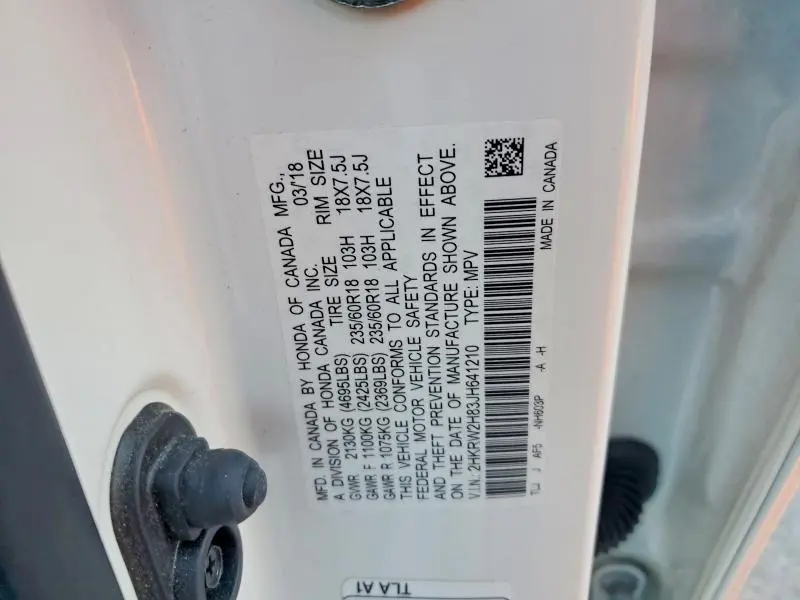 MFD. IN CANADA BY HONDA OF CANADA MFG.,
A DIVISION OF HONDA CANADA INC. 03/18
TIRE SIZE RIM SIZE
GVWR 2130KG (4695LBS)
GAWR F 1100KG (2425LBS) 235/60R18 103H 18X7.5J
GAWR R 1075KG (2369LBS) 235/60R18 103H 18X7.5J
THIS VEHICLE CONFORMS TO ALL APPLICABLE
FEDERAL MOTOR VEHICLE SAFETY
AND THEFT PREVENTION STANDARDS IN EFFECT
ON THE DATE OF MANUFACTURE SHOWN ABOVE.
V.I.N.: 2HKRW2H83JH641210 TYPE: MPV
TLJ J AF5 -NH603P -A -H
MADE IN CANADA
TLA A1